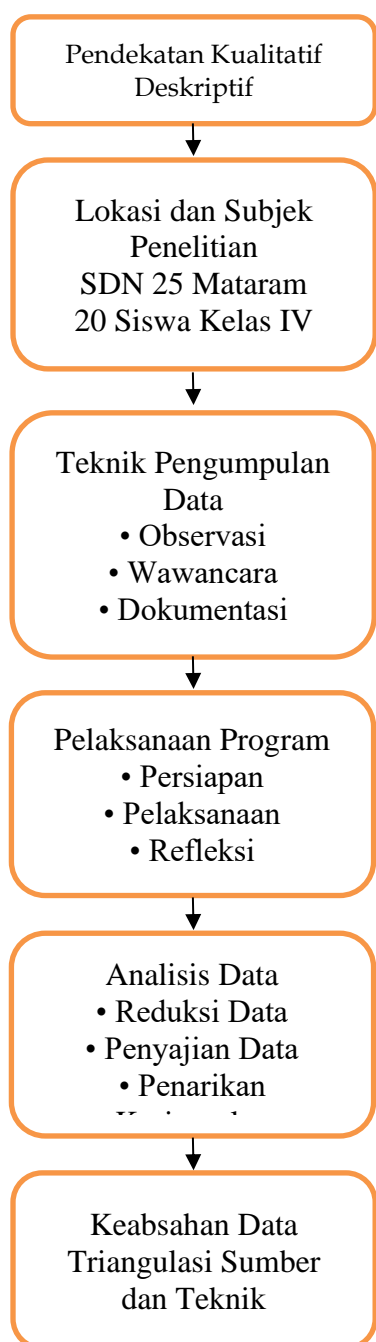 Pendekatan Kualitatif
Deskriptif
Lokasi dan Subjek
Penelitian
SDN 25 Mataram
20 Siswa Kelas IV
Teknik Pengumpulan
Data
• Observasi
• Wawancara
• Dokumentasi
Pelaksanaan Program
• Persiapan
• Pelaksanaan
• Refleksi
Analisis Data
• Reduksi Data
• Penyajian Data
• Penarikan
Keabsahan Data
Triangulasi Sumber
dan Teknik